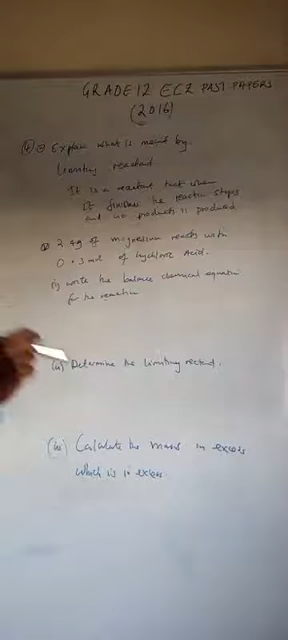 GRADE 12 ECZ PAST PAPERS
(2016)
Explain what is meant by
limiting reactant
It is a reactant that when
it finishes the reaction stops
and no products is produced
2.4g of magnesium reacts with
0.3 mol of hydrochloric Acid.
(i) write the balance chemical equation
for the reaction
(ii) Determine the limiting reactant.
(iii) Calculate the mass in excess
which is in excess